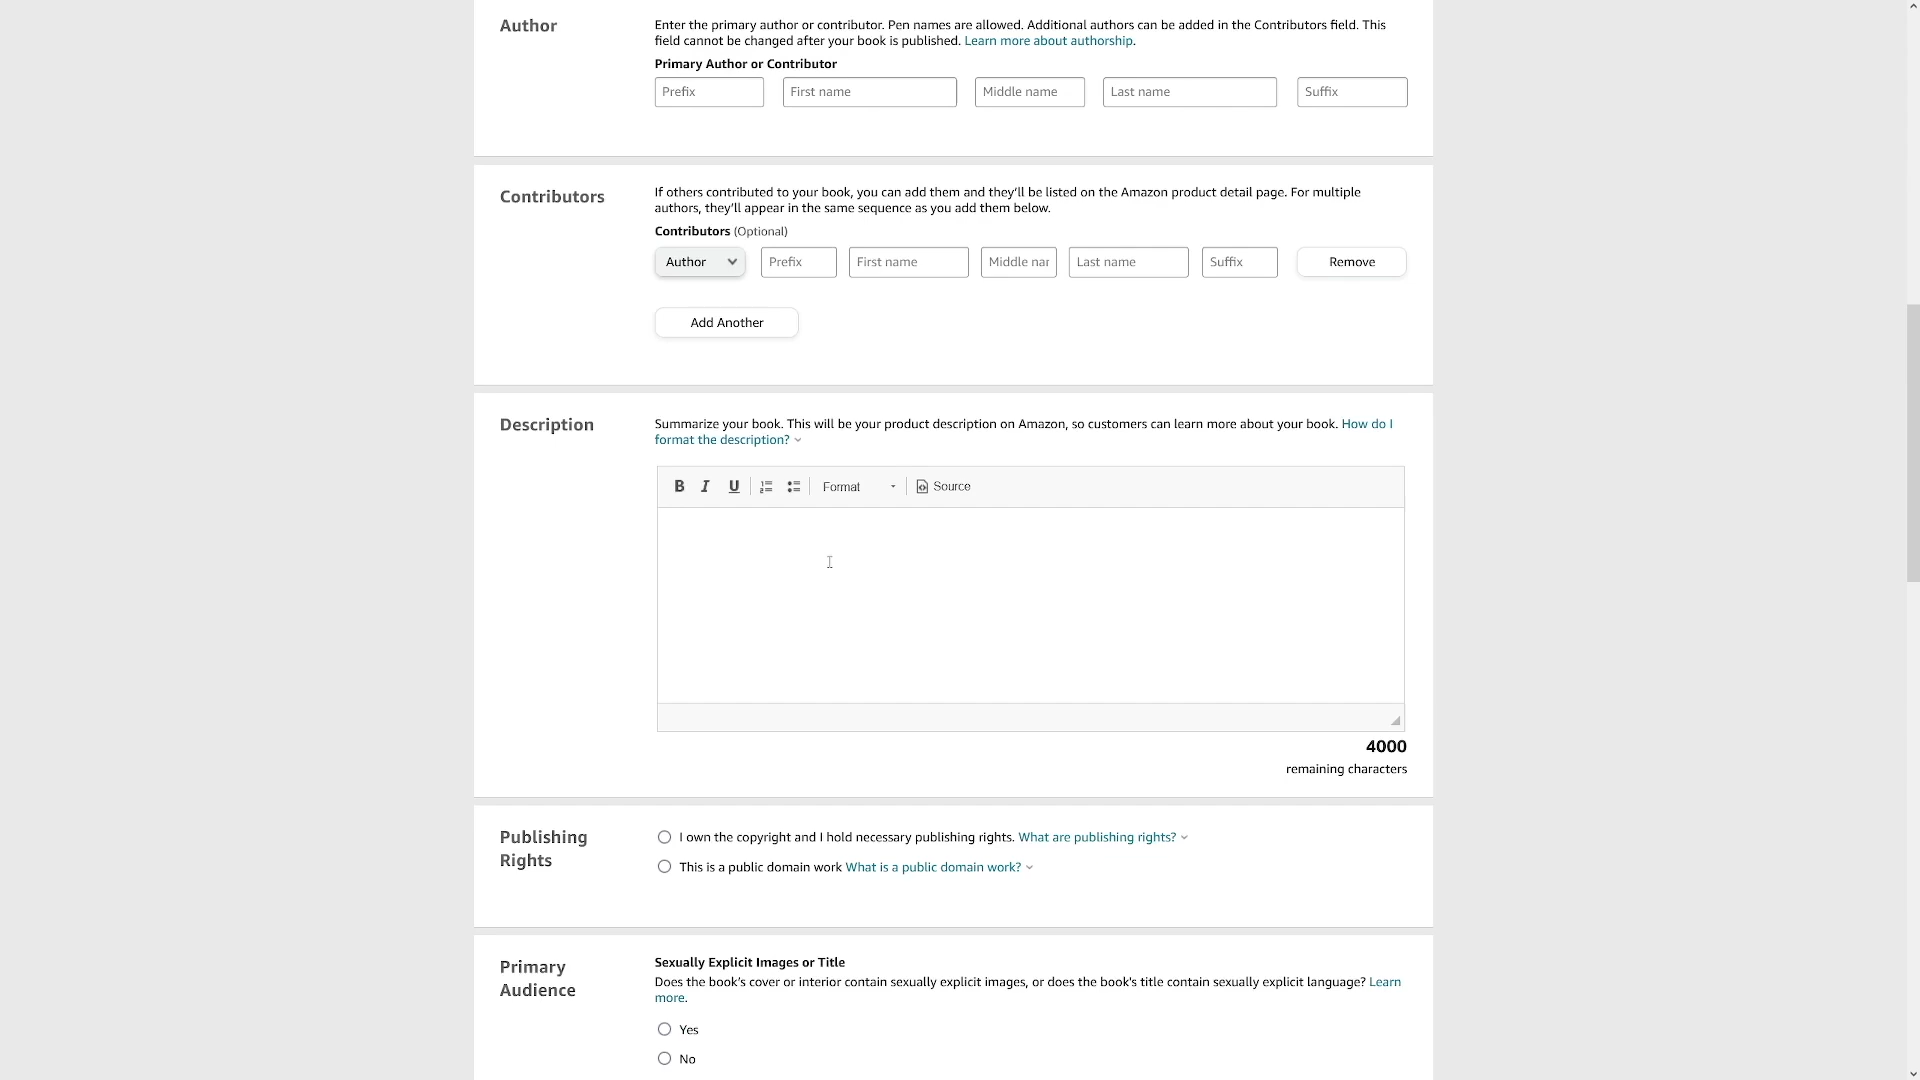 Author
Enter the primary author or contributor. Pen names are allowed. Additional authors can be added in the Contributors field. This
field cannot be changed after your book is published. Learn more about authorship.
Primary Author or Contributor
Prefix First name Middle name Last name Suffix
Contributors
If others contributed to your book, you can add them and they'll be listed on the Amazon product detail page. For multiple
authors, they'll appear in the same sequence as you add them below.
Contributors (Optional)
Author Prefix First name Middle nar Last name Suffix Remove
Add Another
Description
Summarize your book. This will be your product description on Amazon, so customers can learn more about your book. How do I
format the description?
B I U Format Source
4000
remaining characters
Publishing
Rights
I own the copyright and I hold necessary publishing rights. What are publishing rights?
This is a public domain work What is a public domain work?
Primary
Audience
Sexually Explicit Images or Title
Does the book's cover or interior contain sexually explicit images, or does the book's title contain sexually explicit language? Learn
more.
Yes
No